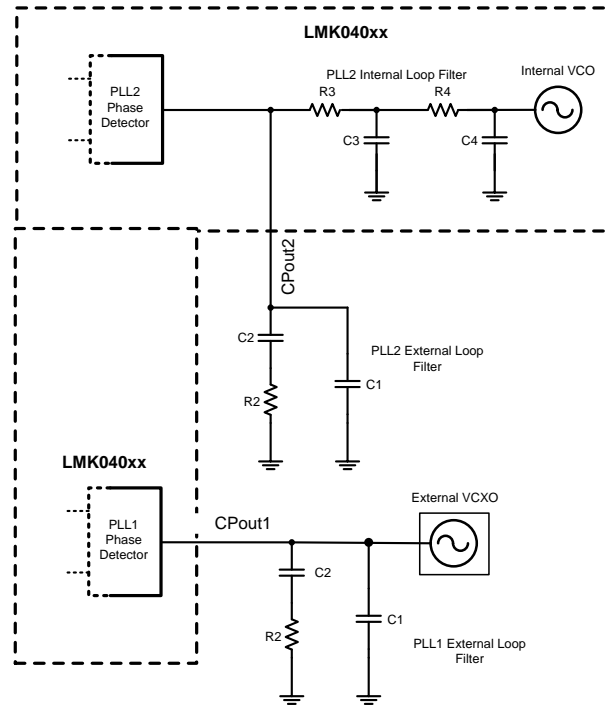 LMK040xx
PLL2
Phase
Detector
PLL2 Internal Loop Filter
Internal VCO
R3
R4
C3
C4
CPout2
C2
R2
C1
PLL2 External Loop
Filter
LMK040xx
PLL1
Phase
Detector
CPout1
External VCXO
C2
R2
C1
PLL1 External Loop
Filter